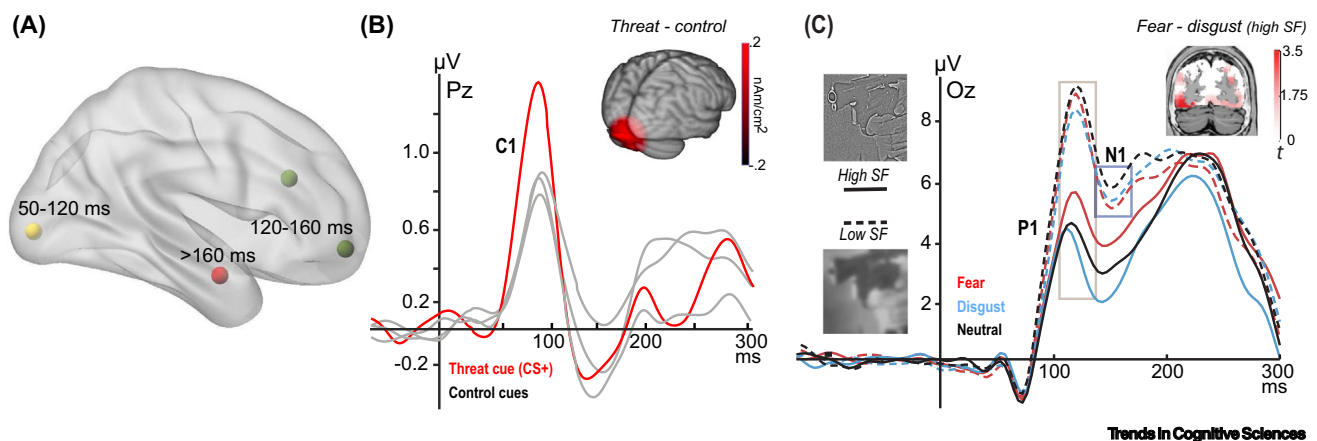 (A)
50-120 ms
120-160 ms
>160 ms
(B)
Threat - control
µV
Pz
.2
nAm/cm2
-.2
C1
1.0
0.6
0.2
-0.2
100
200
300
ms
Threat cue (CS+)
Control cues
(C)
Fear - disgust (high SF)
µV
Oz
3.5
1.75
0
t
8
6
4
2
High SF
Low SF
N1
P1
Fear
Disgust
Neutral
100
200
300
ms
Trends in Cognitive Sciences